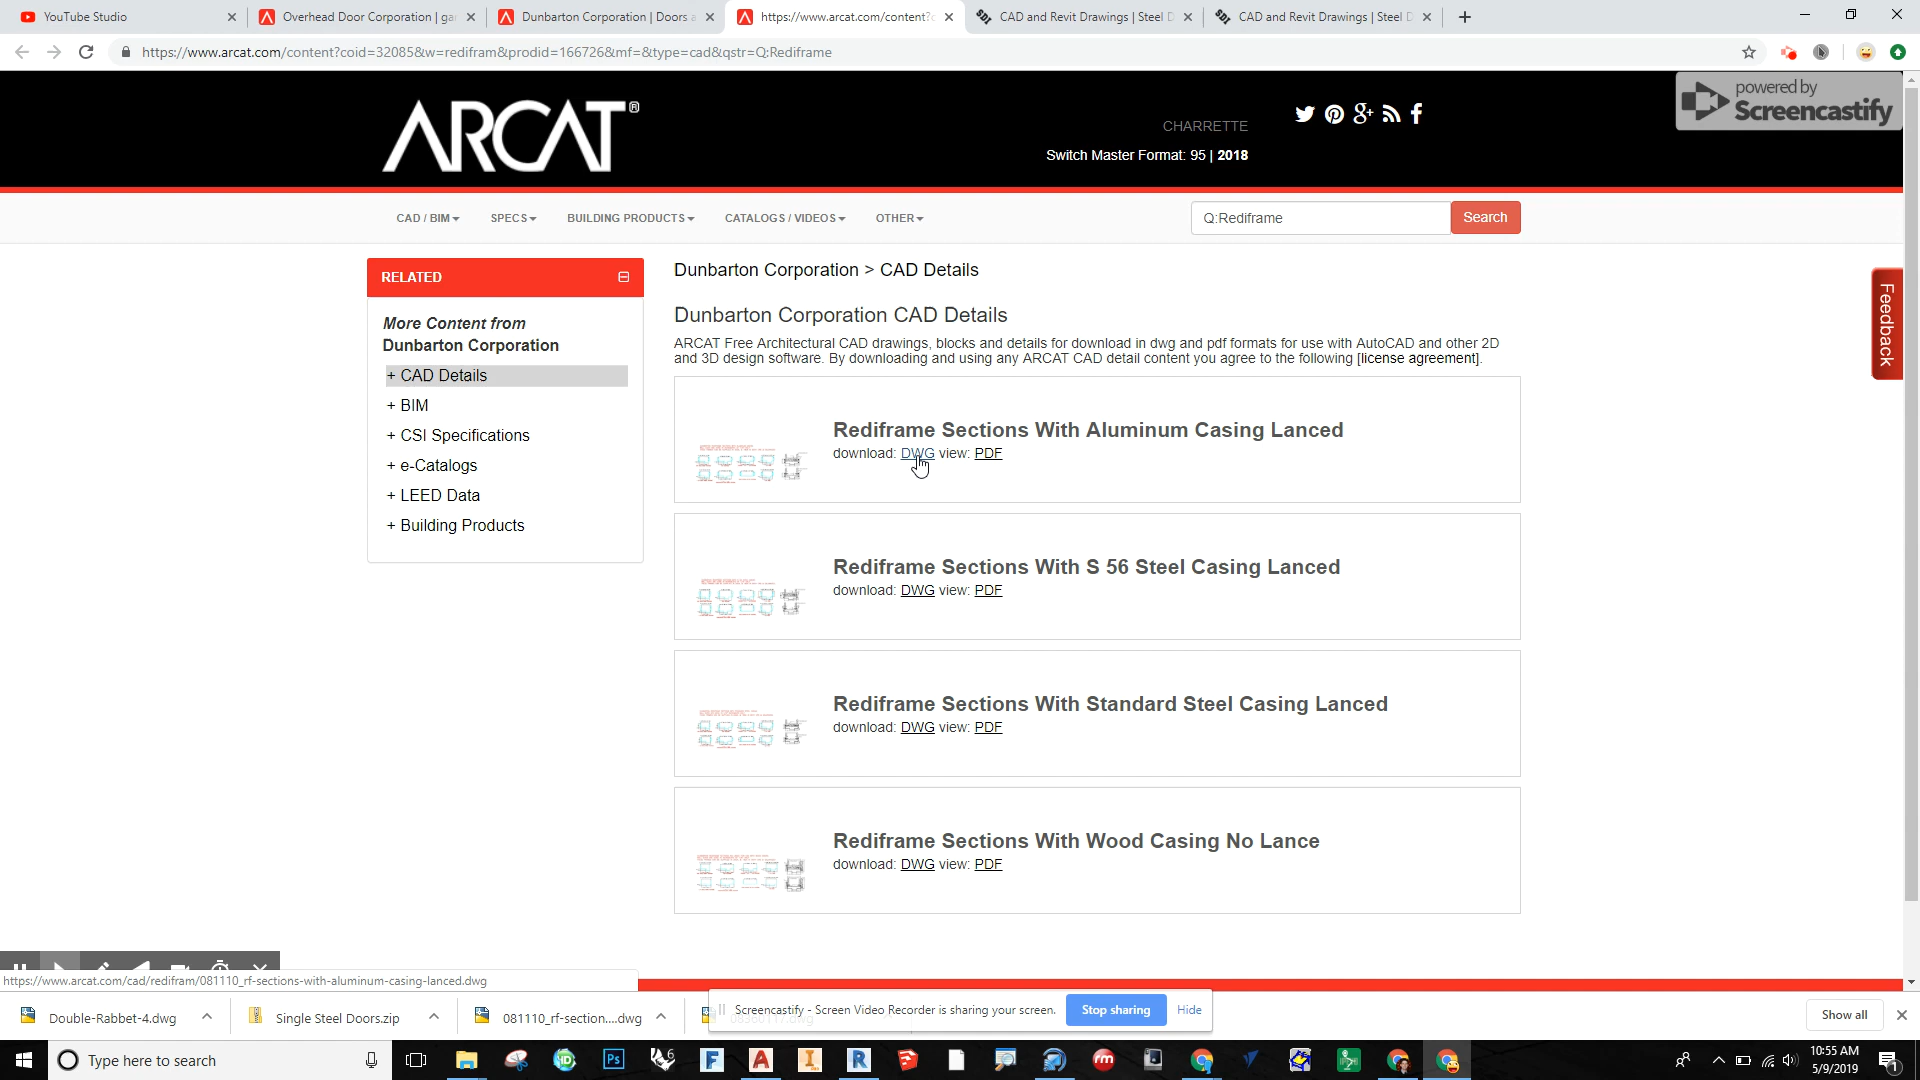 YouTube Studio
Overhead Door Corporation | ga
Dunbarton Corporation | Doors a
https://www.arcat.com/content?c
CAD and Revit Drawings | Steel D
CAD and Revit Drawings | Steel D
https://www.arcat.com/content?coid=32085&w=redifram&prodid=166726&mf=&type=cad&qstr=Q:Rediframe
ARCAT®
CHARRETTE
Switch Master Format: 95 | 2018
powered by
Screencastify
CAD / BIM
SPECS
BUILDING PRODUCTS
CATALOGS / VIDEOS
OTHER
Q:Rediframe
Search
RELATED
More Content from
Dunbarton Corporation
+ CAD Details
+ BIM
+ CSI Specifications
+ e-Catalogs
+ LEED Data
+ Building Products
Dunbarton Corporation > CAD Details
Dunbarton Corporation CAD Details
ARCAT Free Architectural CAD drawings, blocks and details for download in dwg and pdf formats for use with AutoCAD and other 2D
and 3D design software. By downloading and using any ARCAT CAD detail content you agree to the following [license agreement].
Rediframe Sections With Aluminum Casing Lanced
download: DWG view: PDF
Rediframe Sections With S 56 Steel Casing Lanced
download: DWG view: PDF
Rediframe Sections With Standard Steel Casing Lanced
download: DWG view: PDF
Rediframe Sections With Wood Casing No Lance
download: DWG view: PDF
Feedback
https://www.arcat.com/cad/redifram/081110_rf-sections-with-aluminum-casing-lanced.dwg
Double-Rabbet-4.dwg
Single Steel Doors.zip
081110_rf-section....dwg
Screencastify - Screen Video Recorder is sharing your screen.
Stop sharing
Hide
Show all
Type here to search
10:55 AM
5/9/2019